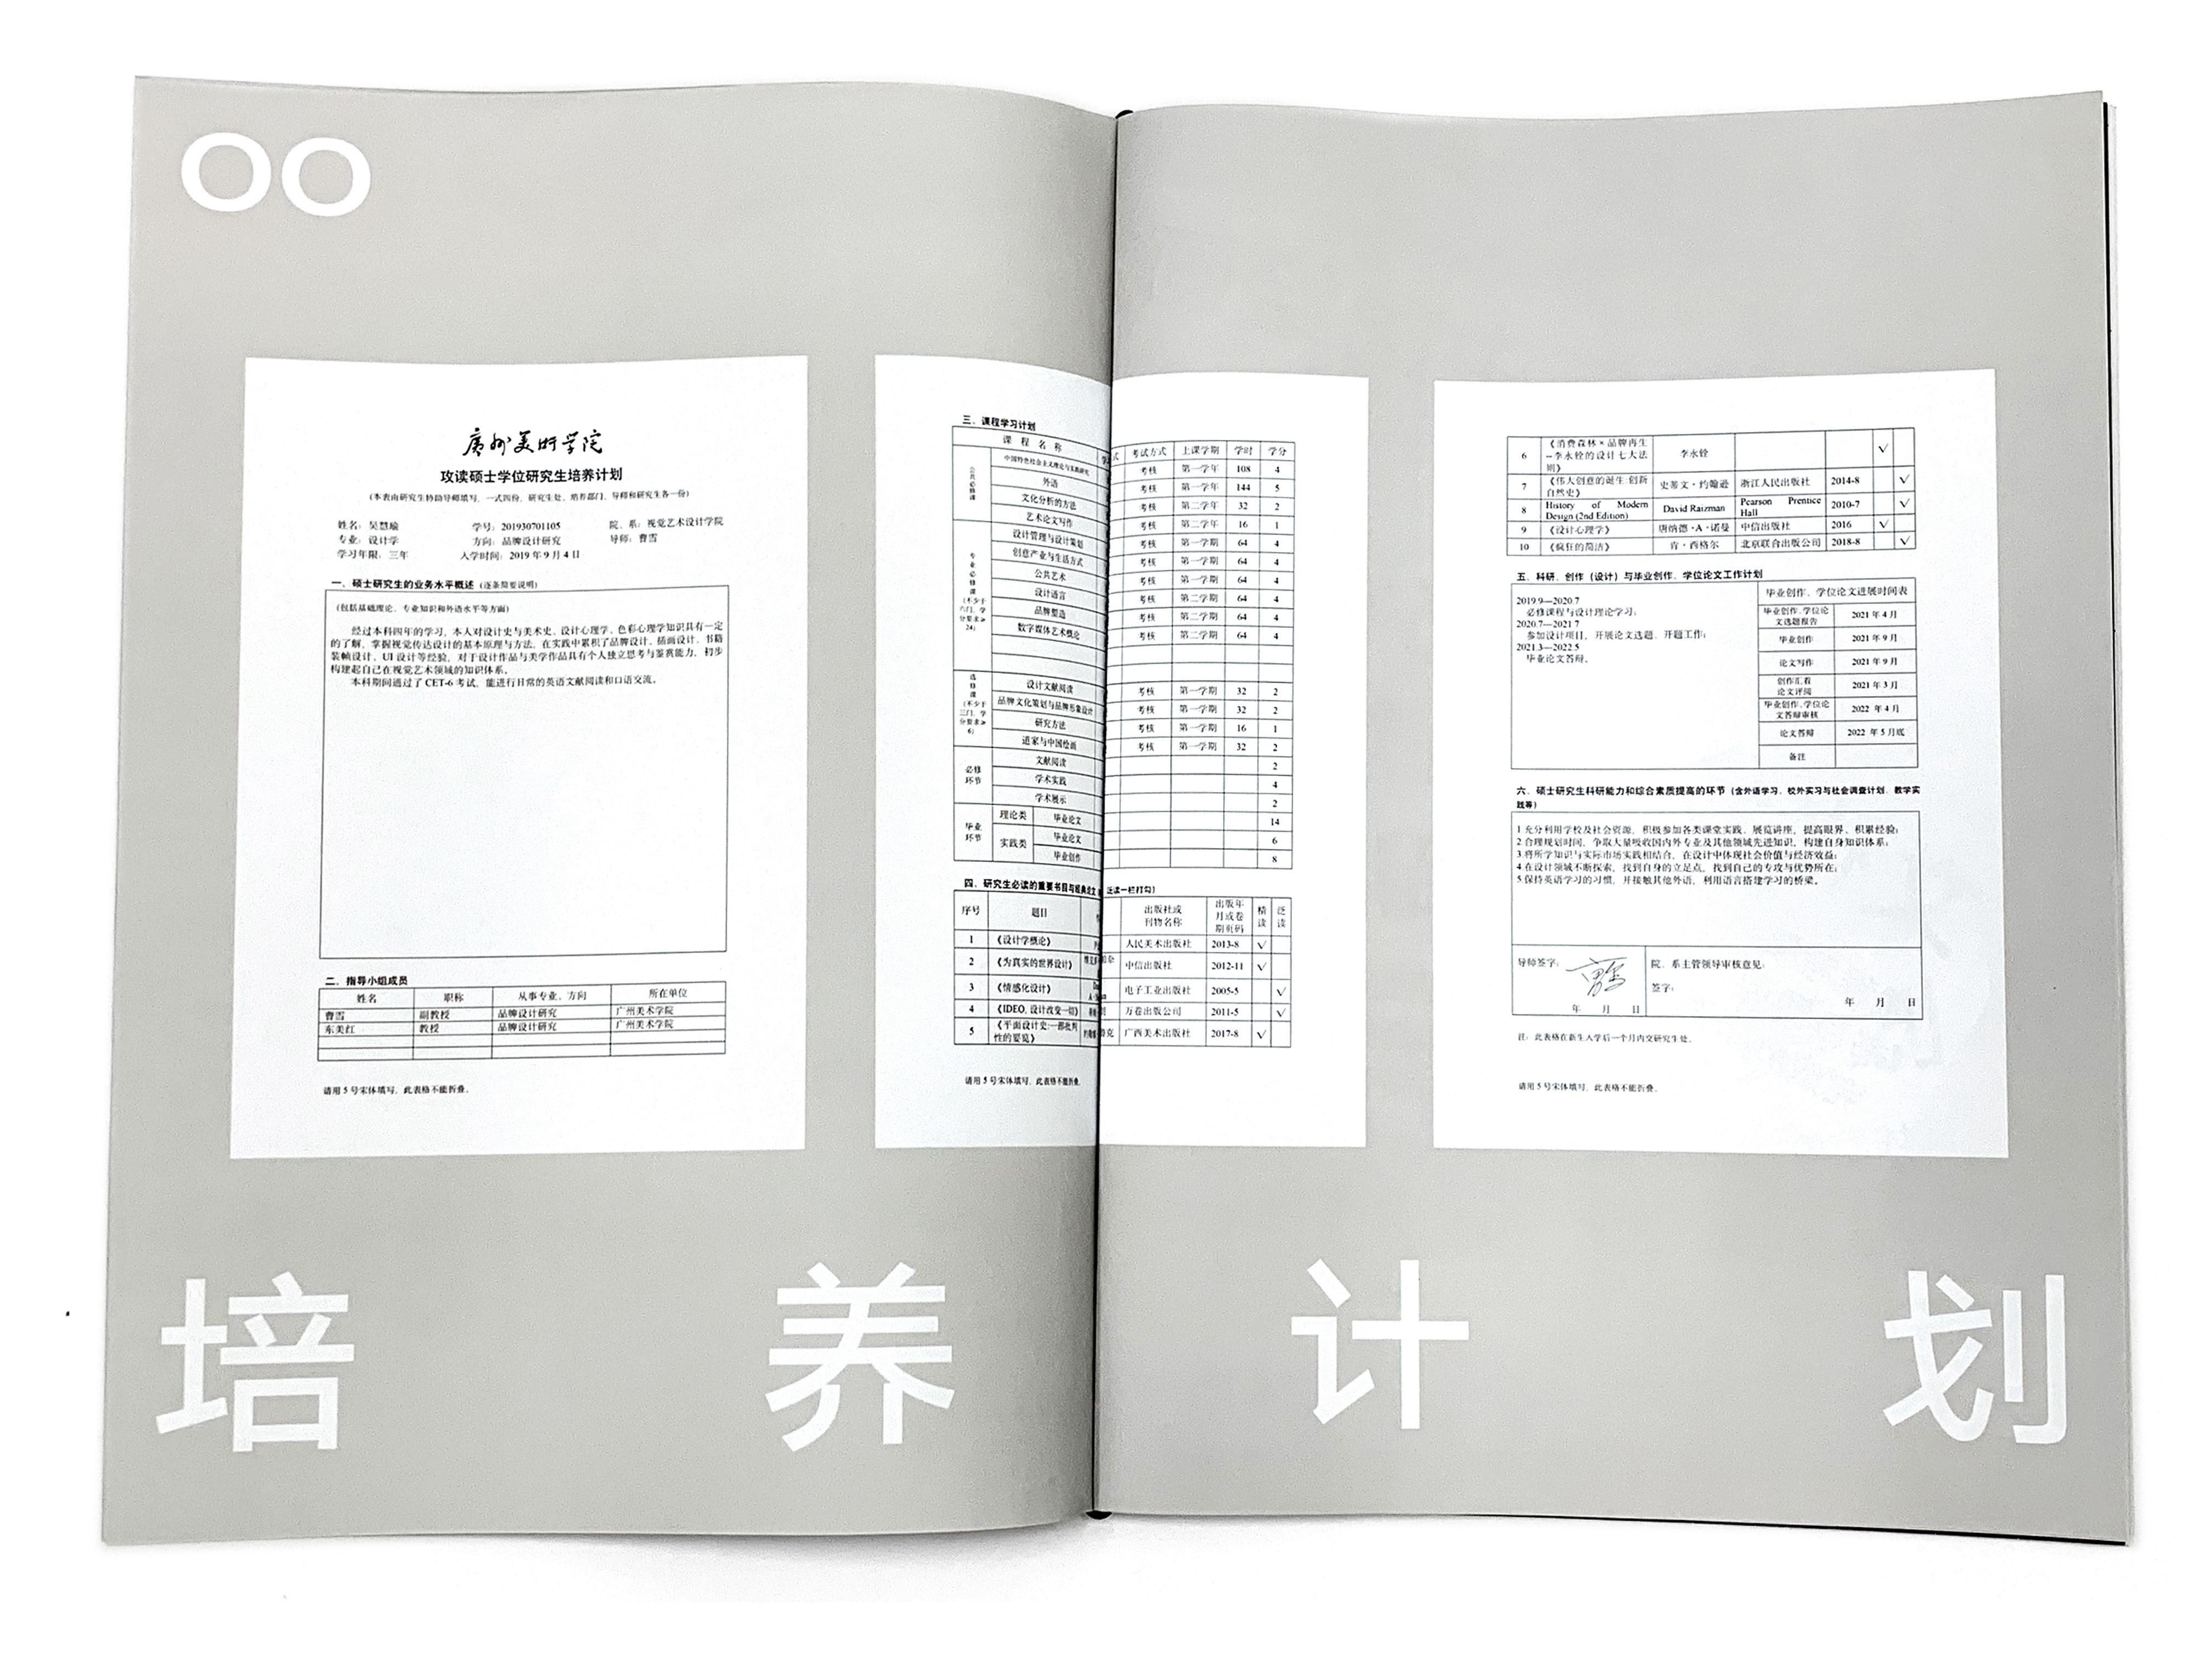 OO
广州美术学院
攻读硕士学位研究生培养计划
(本表由研究生协助导师填写，一式四份，研究生处、培养部门、导师和研究生各一份)
姓名：吴慧瑜 学号：201930701105 院、系：视觉艺术设计学院
专业：设计学 方向：品牌设计研究 导师：曹雪
学习年限：三年 入学时间：2019 年 9 月 4 日
一、硕士研究生的业务水平概述（逐条简要说明）
(包括基础理论、专业知识和外语水平等方面)
经过本科四年的学习，本人对设计史与美术史、设计心理学、色彩心理学知识具有一定
的了解，掌握视觉传达设计的基本原理与方法，在实践中累积了品牌设计、插画设计、书籍
装帧设计、UI 设计等经验，对于设计作品与美学作品具有个人独立思考与鉴赏能力，初步
构建起自己在视觉艺术领域的知识体系。
本科期间通过了 CET-6 考试，能进行日常的英语文献阅读和口语交流。
二、指导小组成员
姓名 职称 从事专业、方向 所在单位
曹雪 副教授 品牌设计研究 广州美术学院
东美红 教授 品牌设计研究 广州美术学院
请用 5 号宋体填写，此表格不能折叠。
三、课程学习计划
课 程 名 称 式 考试方式 上课学期 学时 学分
公共必修课
中国特色社会主义理论与实践研究 考核 第一学年 108 4
外语 考核 第一学年 144 5
文化分析的方法 考核 第二学年 32 2
艺术论文写作 考核 第二学年 16 1
专业必修课(不少于六门，学分要求≥24)
设计管理与设计策划 考核 第一学期 64 4
创意产业与生活方式 考核 第一学期 64 4
公共艺术 考核 第一学期 64 4
设计语言 考核 第二学期 64 4
品牌塑造 考核 第二学期 64 4
数字媒体艺术概论 考核 第二学期 64 4
选修课(不少于三门，学分要求≥6)
设计文献阅读 考核 第一学期 32 2
品牌文化策划与品牌形象设计 考核 第一学期 32 2
研究方法 考核 第一学期 16 1
道家与中国绘画 考核 第一学期 32 2
必修环节
文献阅读 2
学术实践 4
学术展示 2
毕业环节
理论类 毕业论文 14
实践类 毕业论文 6
毕业创作 8
四、研究生必读的重要书目与经典论文 泛读一栏打勾)
序号 题目 出版社或刊物名称 出版年月或卷期页码 精读 泛读
1 《设计学概论》 人民美术出版社 2013-8 √
2 《为真实的世界设计》 中信出版社 2012-11 √
3 《情感化设计》 电子工业出版社 2005-5 √
4 《IDEO, 设计改变一切》 万卷出版公司 2011-5 √
5 《平面设计史:一部批判性的要览》 克 广西美术出版社 2017-8 √
请用 5 号宋体填写，此表格不能折叠。
6 《消费森林×品牌再生--李永铨的设计七大法则》 李永铨 √
7 《伟大创意的诞生:创新自然史》 史蒂文·约翰逊 浙江人民出版社 2014-8 √
8 History of Modern Design (2nd Edition) David Raizman Pearson Prentice Hall 2010-7 √
9 《设计心理学》 唐纳德·A·诺曼 中信出版社 2016 √
10 《疯狂的简洁》 肯·西格尔 北京联合出版公司 2018-8 √
五、科研、创作（设计）与毕业创作、学位论文工作计划
2019.9—2020.7
必修课程与设计理论学习；
2020.7—2021.7
参加设计项目，开展论文选题、开题工作；
2021.3—2022.5
毕业论文答辩。
毕业创作、学位论文进展时间表
毕业创作、学位论文选题报告 2021 年 4 月
毕业创作 2021 年 9 月
论文写作 2021 年 9 月
创作汇看论文评阅 2021 年 3 月
毕业创作、学位论文答辩审核 2022 年 4 月
论文答辩 2022 年 5 月底
备注
六、硕士研究生科研能力和综合素质提高的环节（含外语学习、校外实习与社会调查计划、教学实
践等）
1.充分利用学校及社会资源，积极参加各类课堂实践、展览讲座，提高眼界、积累经验；
2.合理规划时间，争取大量吸收国内外专业及其他领域先进知识，构建自身知识体系；
3.将所学知识与实际市场实践相结合，在设计中体现社会价值与经济效益；
4.在设计领域不断探索，找到自身的立足点，找到自己的专攻与优势所在；
5.保持英语学习的习惯，并接触其他外语，利用语言搭建学习的桥梁。
导师签字： 院、系主管领导审核意见：
签字：
年 月 日 年 月 日
注：此表格在新生入学后一个月内交研究生处。
请用 5 号宋体填写，此表格不能折叠。
培 养 计 划